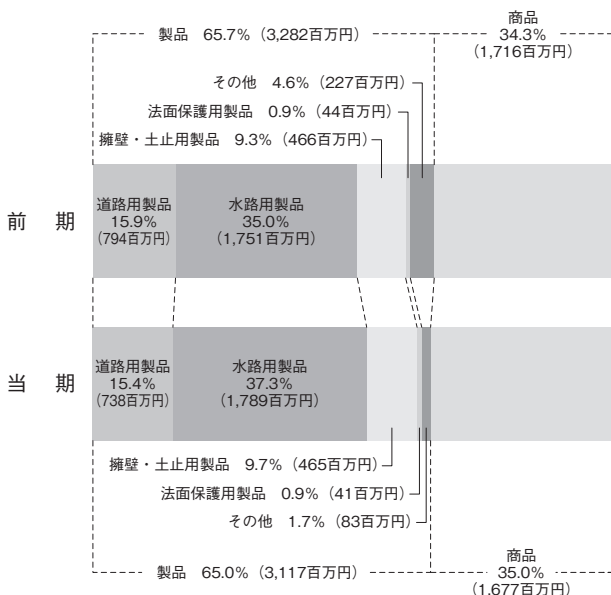 製品 65.7%（3,282百万円）
商品
34.3%
（1,716百万円）
その他 4.6%（227百万円）
法面保護用製品 0.9%（44百万円）
擁壁・土止用製品 9.3%（466百万円）
前 期
道路用製品
15.9%
（794百万円）
水路用製品
35.0%
（1,751百万円）
当 期
道路用製品
15.4%
（738百万円）
水路用製品
37.3%
（1,789百万円）
擁壁・土止用製品 9.7%（465百万円）
法面保護用製品 0.9%（41百万円）
その他 1.7%（83百万円）
製品 65.0%（3,117百万円）
商品
35.0%
（1,677百万円）